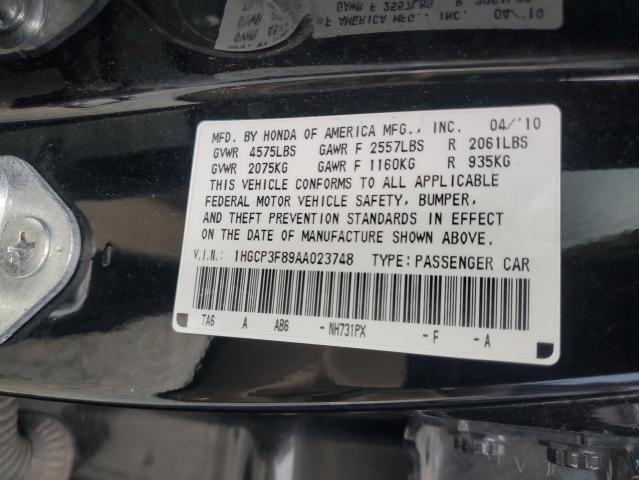 MFD. BY HONDA OF AMERICA MFG., INC. 04/'10
GVWR 4575LBS GAWR F 2557LBS R 2061LBS
GVWR 2075KG GAWR F 1160KG R 935KG
THIS VEHICLE CONFORMS TO ALL APPLICABLE
FEDERAL MOTOR VEHICLE SAFETY, BUMPER,
AND THEFT PREVENTION STANDARDS IN EFFECT
ON THE DATE OF MANUFACTURE SHOWN ABOVE.
V.I.N.: 1HGCP3F89AA023748 TYPE: PASSENGER CAR
TA6 A AB6 -NH731PX -F -A